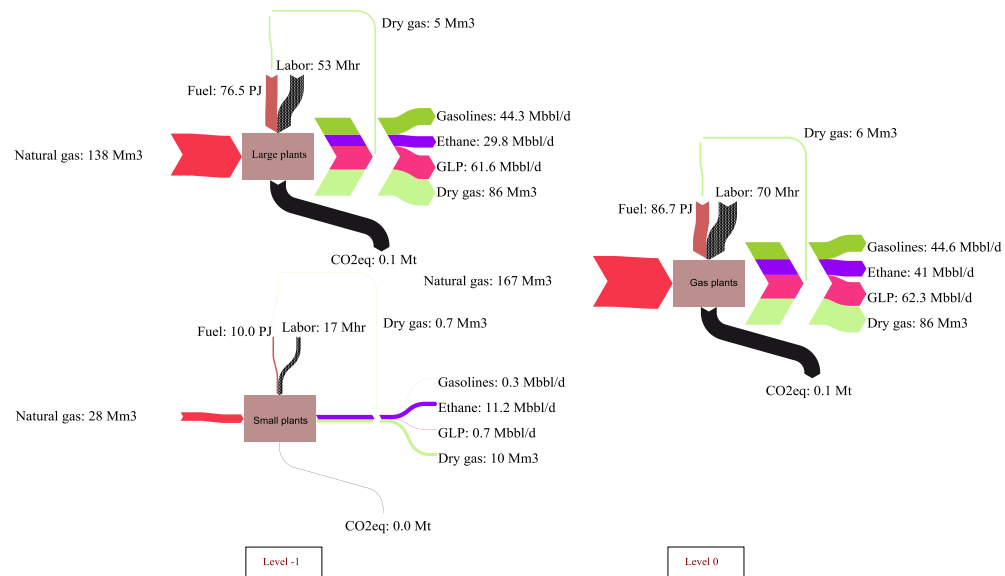 Dry gas: 5 Mm3
Labor: 53 Mhr
Fuel: 76.5 PJ
Gasolines: 44.3 Mbbl/d
Ethane: 29.8 Mbbl/d
Natural gas: 138 Mm3
Large plants
GLP: 61.6 Mbbl/d
Dry gas: 86 Mm3
CO2eq: 0.1 Mt
Natural gas: 167 Mm3
Dry gas: 0.7 Mm3
Labor: 17 Mhr
Fuel: 10.0 PJ
Gasolines: 0.3 Mbbl/d
Ethane: 11.2 Mbbl/d
Natural gas: 28 Mm3
Small plants
GLP: 0.7 Mbbl/d
Dry gas: 10 Mm3
CO2eq: 0.0 Mt
Level -1
Dry gas: 6 Mm3
Labor: 70 Mhr
Fuel: 86.7 PJ
Gasolines: 44.6 Mbbl/d
Ethane: 41 Mbbl/d
Gas plants
GLP: 62.3 Mbbl/d
Dry gas: 86 Mm3
CO2eq: 0.1 Mt
Level 0